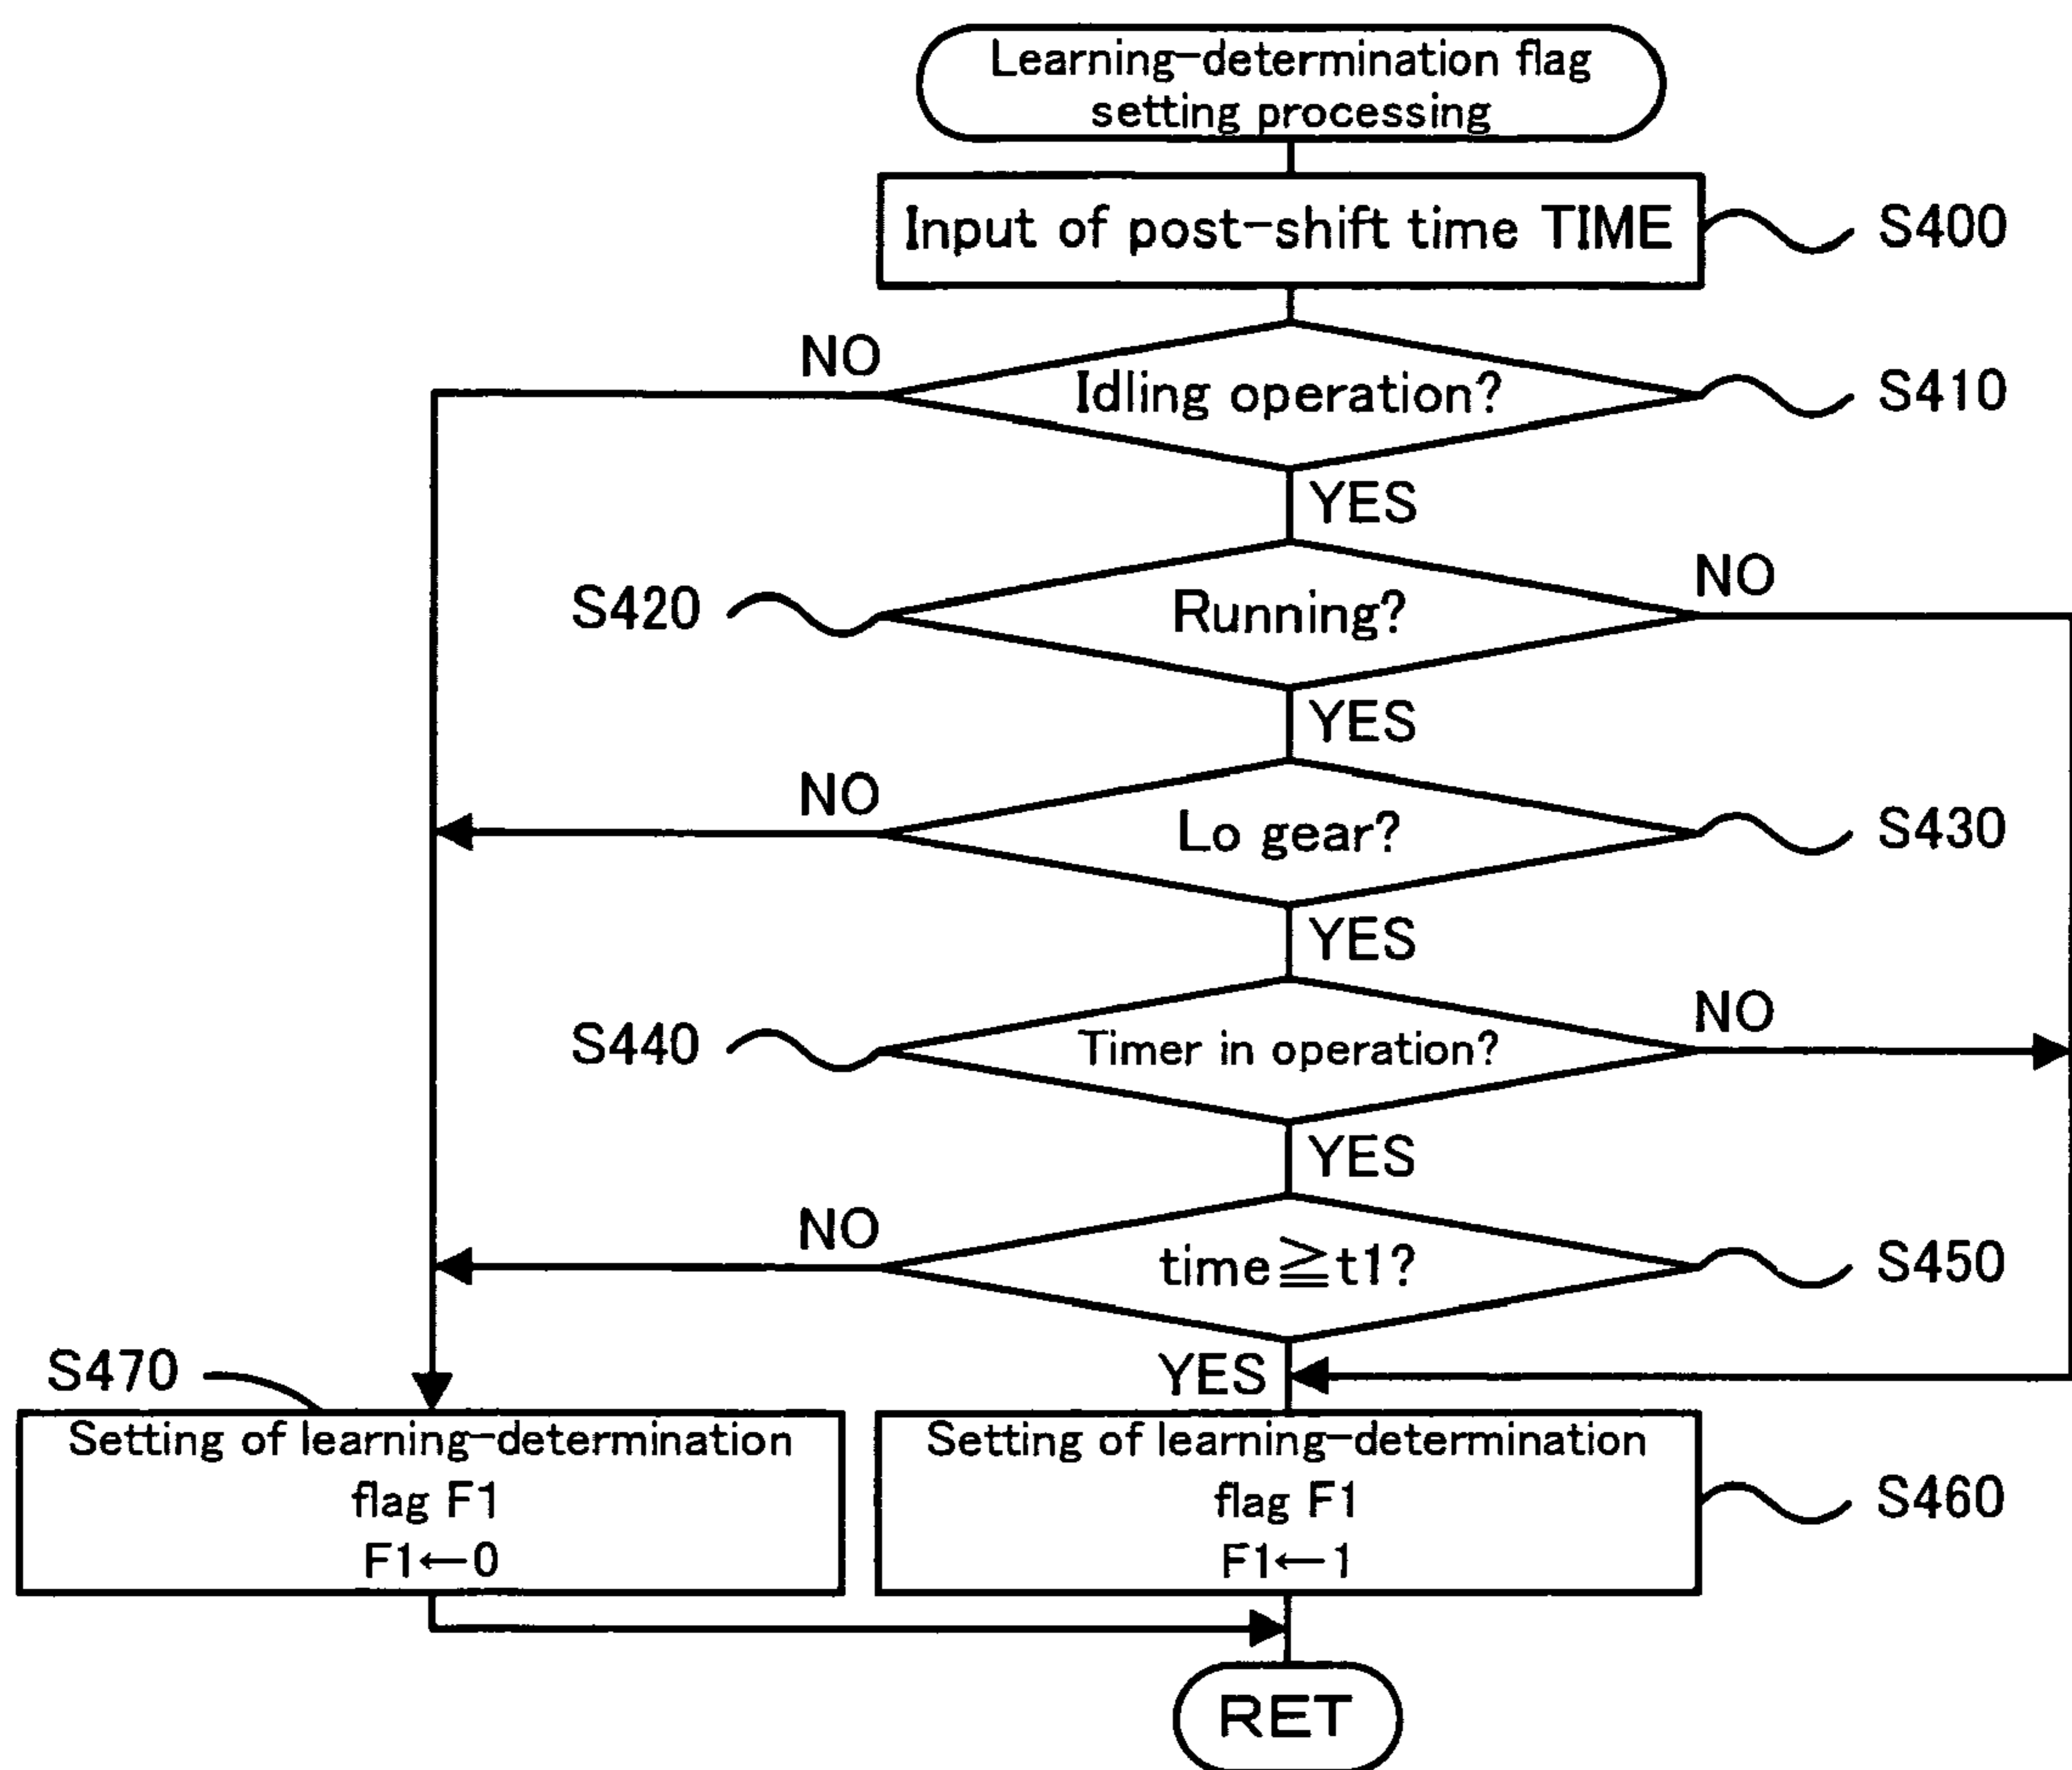 Learning-determination flag
setting processing
Input of post-shift time TIME
S400
NO
Idling operation?
S410
YES
S420
Running?
NO
YES
NO
Lo gear?
S430
YES
S440
Timer in operation?
NO
YES
NO
time≧t1?
S450
YES
S470
Setting of learning-determination
flag F1
F1←0
Setting of learning-determination
flag F1
F1←1
S460
RET